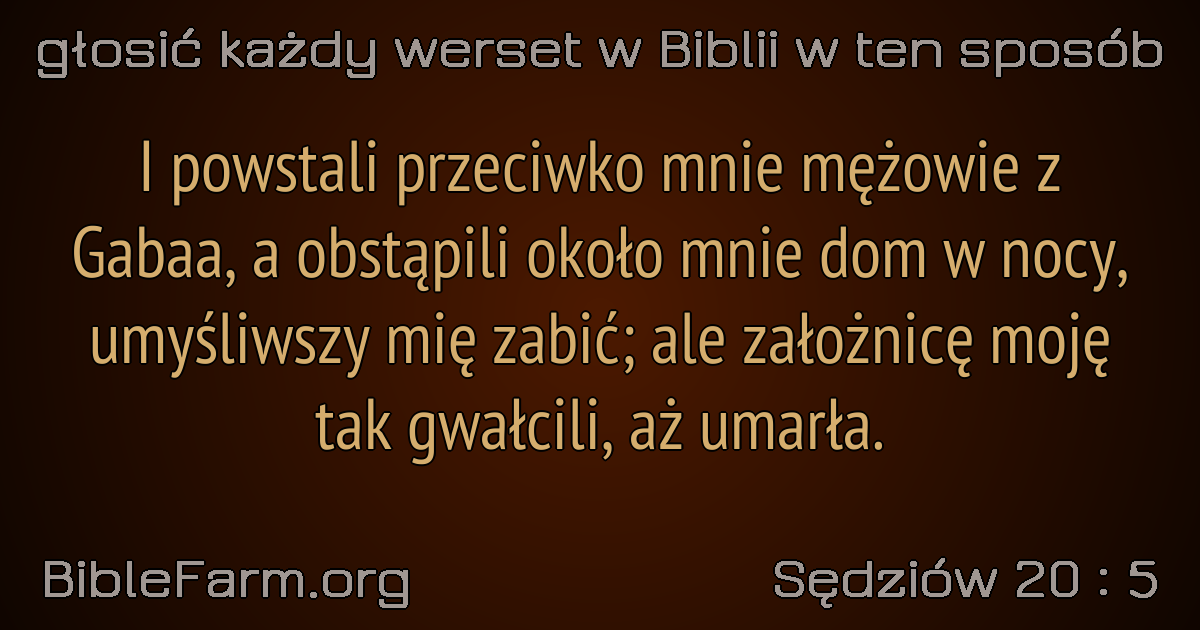 głosić każdy werset w Biblii w ten sposób
I powstali przeciwko mnie mężowie z
Gabaa, a obstąpili około mnie dom w nocy,
umyśliwszy mię zabić; ale założnicę moję
tak gwałcili, aż umarła.
BibleFarm.org
Sędziów 20 : 5